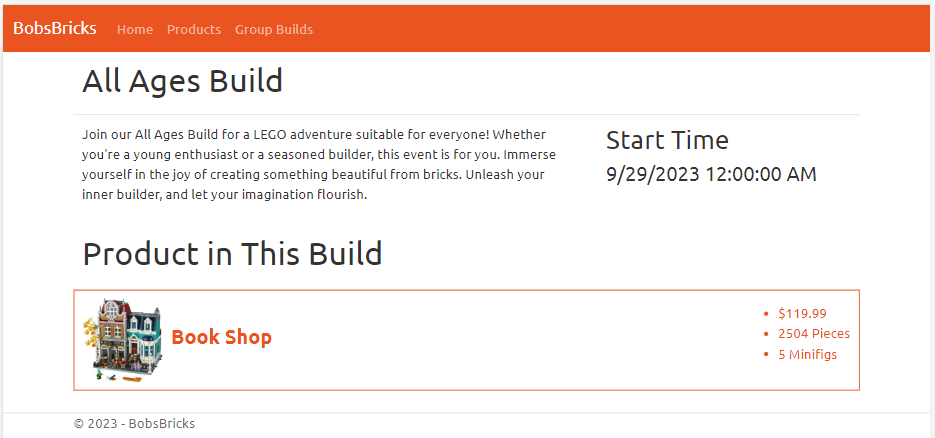 BobsBricks Home Products Group Builds
All Ages Build
Join our All Ages Build for a LEGO adventure suitable for everyone! Whether
you're a young enthusiast or a seasoned builder, this event is for you. Immerse
yourself in the joy of creating something beautiful from bricks. Unleash your
inner builder, and let your imagination flourish.
Start Time
9/29/2023 12:00:00 AM
Product in This Build
Book Shop
$119.99
2504 Pieces
5 Minifigs
© 2023 - BobsBricks